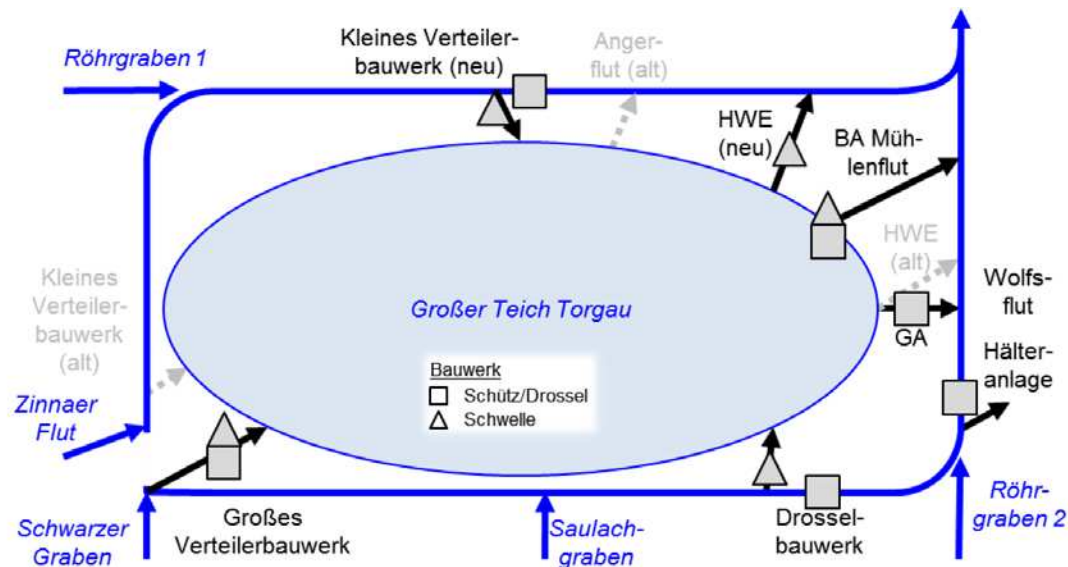 Röhrgraben 1
Kleines Verteiler-
bauwerk (neu)
Anger-
flut (alt)
HWE
(neu)
BA Müh-
lenflut
HWE
(alt)
Wolfs-
flut
GA
Hälter-
anlage
Kleines
Verteiler-
bauwerk
(alt)
Großer Teich Torgau
Bauwerk
Schütz/Drossel
Schwelle
Zinnaer
Flut
Schwarzer
Graben
Großes
Verteilerbauwerk
Saulach-
graben
Drossel-
bauwerk
Röhr-
graben 2